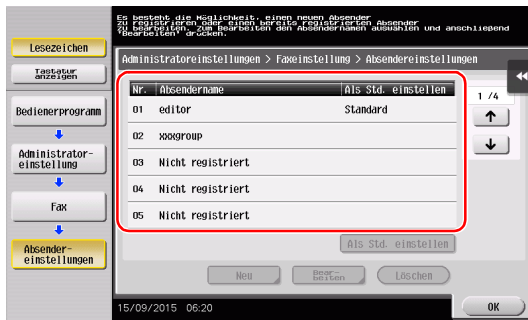 Es besteht die Möglichkeit, einen neuen Absender
zu registrieren oder einen bereits registrierten Absender
zu bearbeiten. Zum Bearbeiten den Absendernamen auswählen und anschließend
"Bearbeiten" drücken.
Lesezeichen
Tastatur
anzeigen
Bedienerprogramm
Administrator-
einstellung
Fax
Absender-
einstellungen
Administratoreinstellungen > Faxeinstellung > Absendereinstellungen
Nr. Absendername Als Std. einstellen
01 editor Standard
02 xxxgroup
03 Nicht registriert
04 Nicht registriert
05 Nicht registriert
1 /4
Als Std. einstellen
Neu
Bear-
beiten
Löschen
15/09/2015 06:20
OK